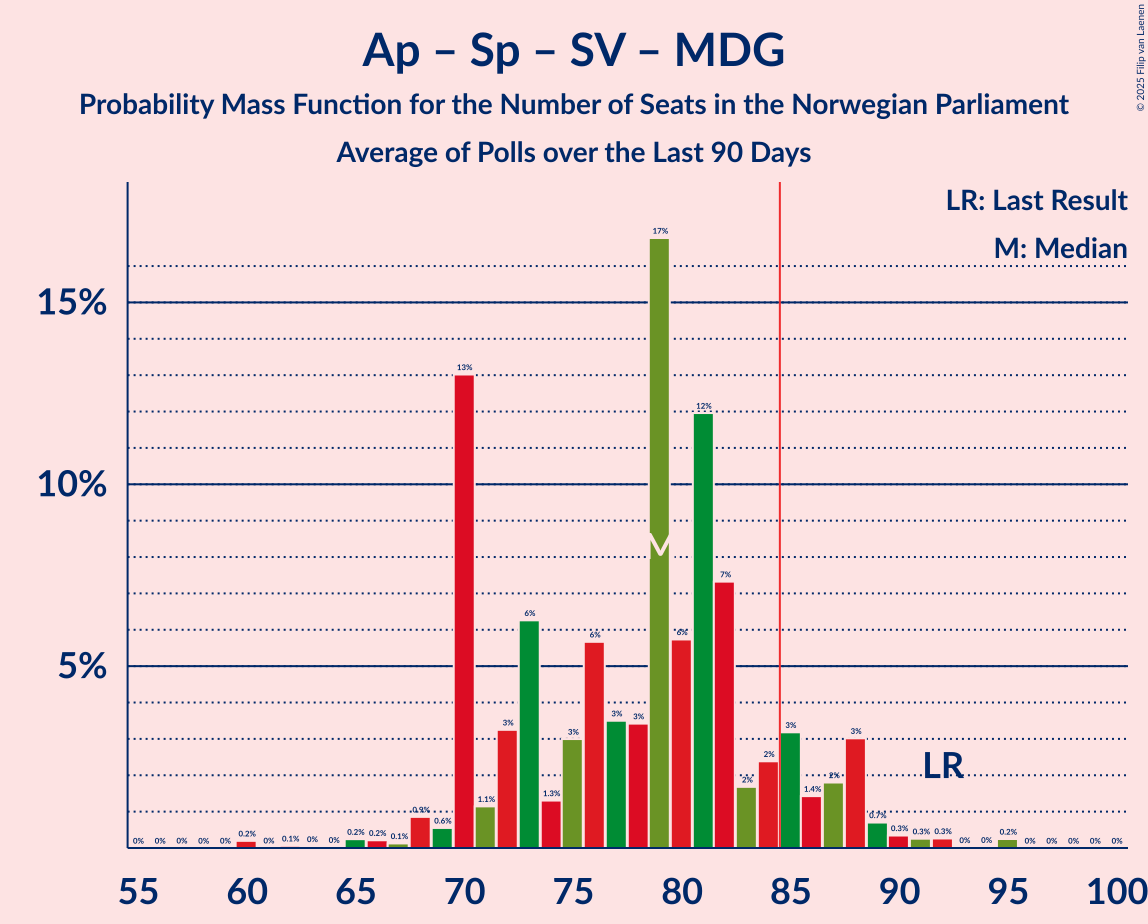 Ap – Sp – SV – MDG
Probability Mass Function for the Number of Seats in the Norwegian Parliament
Average of Polls over the Last 90 Days
© 2025 Filip van Laenen
LR: Last Result
M: Median
15%
10%
5%
0% 0% 0% 0% 0% 0.2% 0% 0.1% 0% 0% 0.2% 0.2% 0.1% 0.9% 0.6% 13% 1.1% 3% 6% 1.3% 3% 6% 3% 3% 17% 6% 12% 7% 2% 2% 3% 1.4% 2% 3% 0.7% 0.3% 0.3% 0.3% 0% 0% 0.2% 0% 0% 0% 0% 0%
M
LR
55 60 65 70 75 80 85 90 95 100